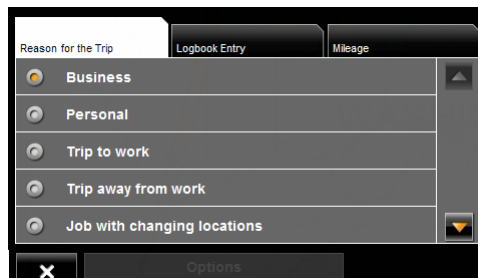 Reason for the Trip
Logbook Entry
Mileage
Business
Personal
Trip to work
Trip away from work
Job with changing locations
Options